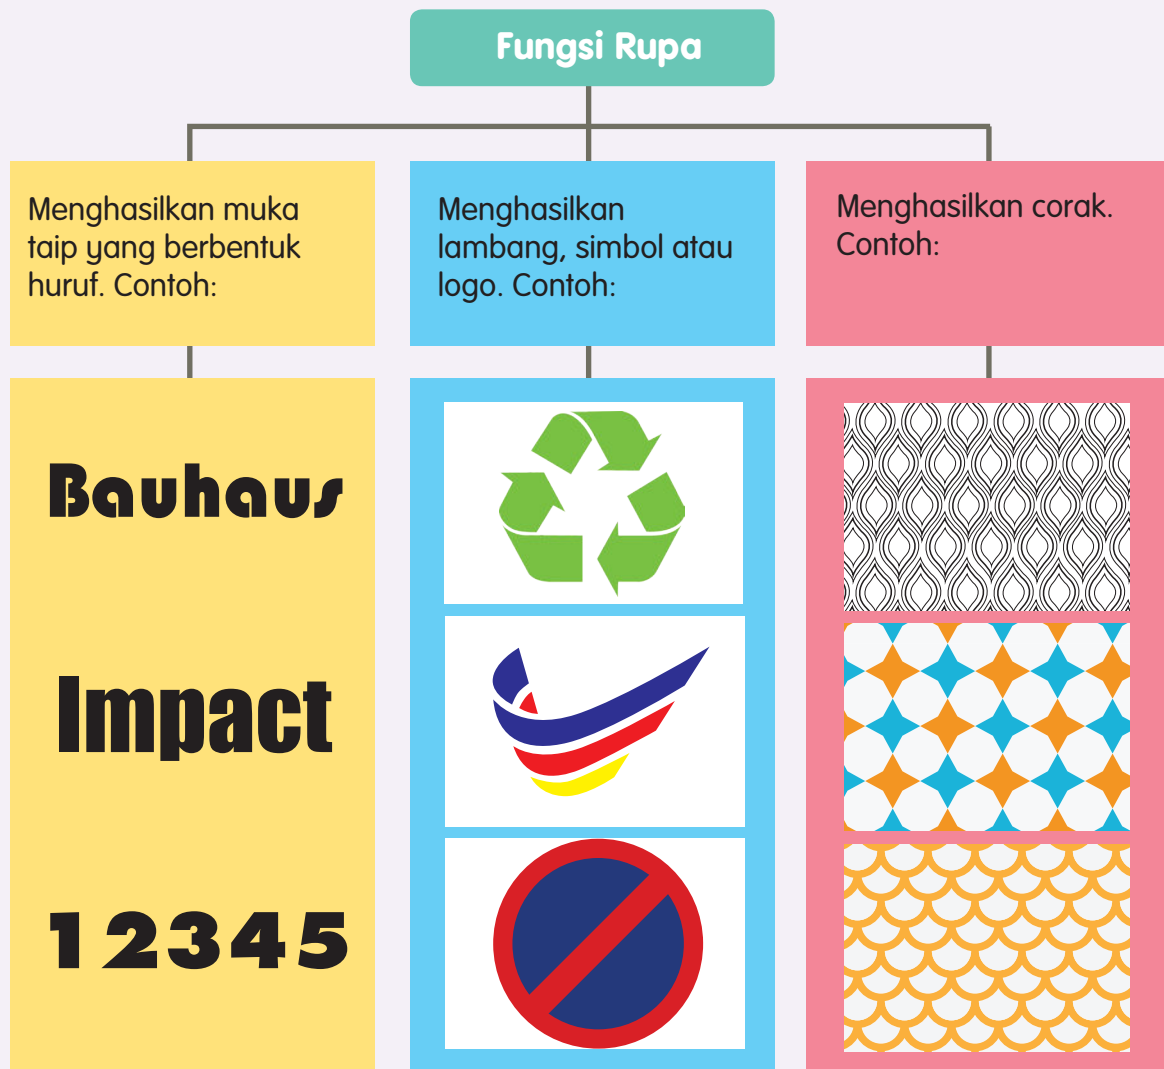 Fungsi Rupa
Menghasilkan muka
taip yang berbentuk
huruf. Contoh:
Menghasilkan
lambang, simbol atau
logo. Contoh:
Menghasilkan corak.
Contoh:
Bauhaus
Impact
12345